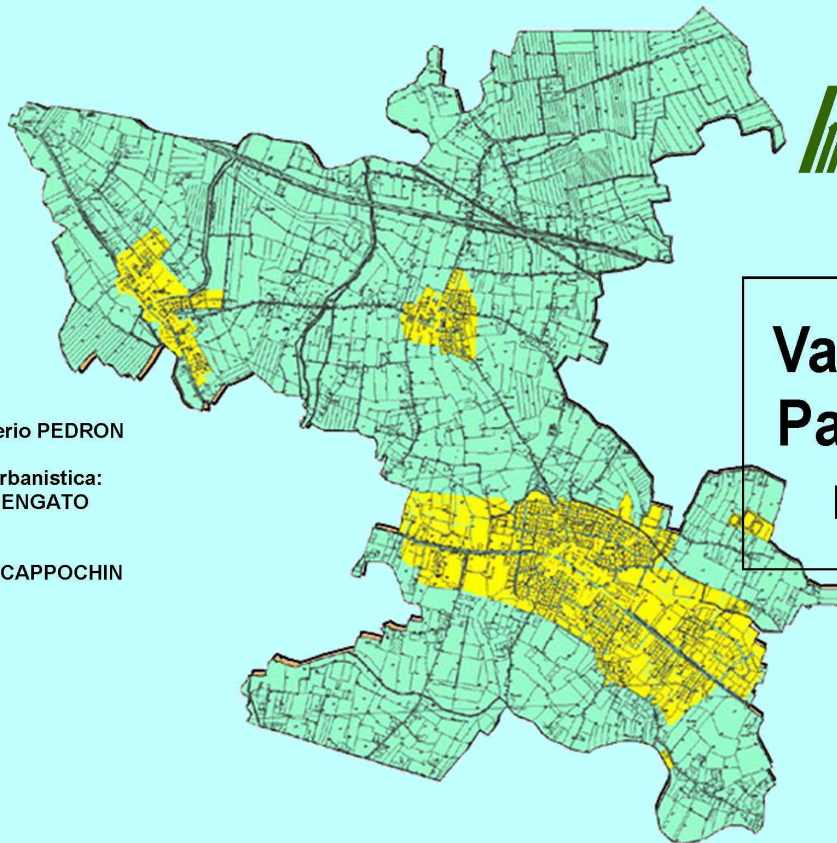 erio PEDRON
rbanistica:
ENGATO
CAPPOCHIN
Va
Pa